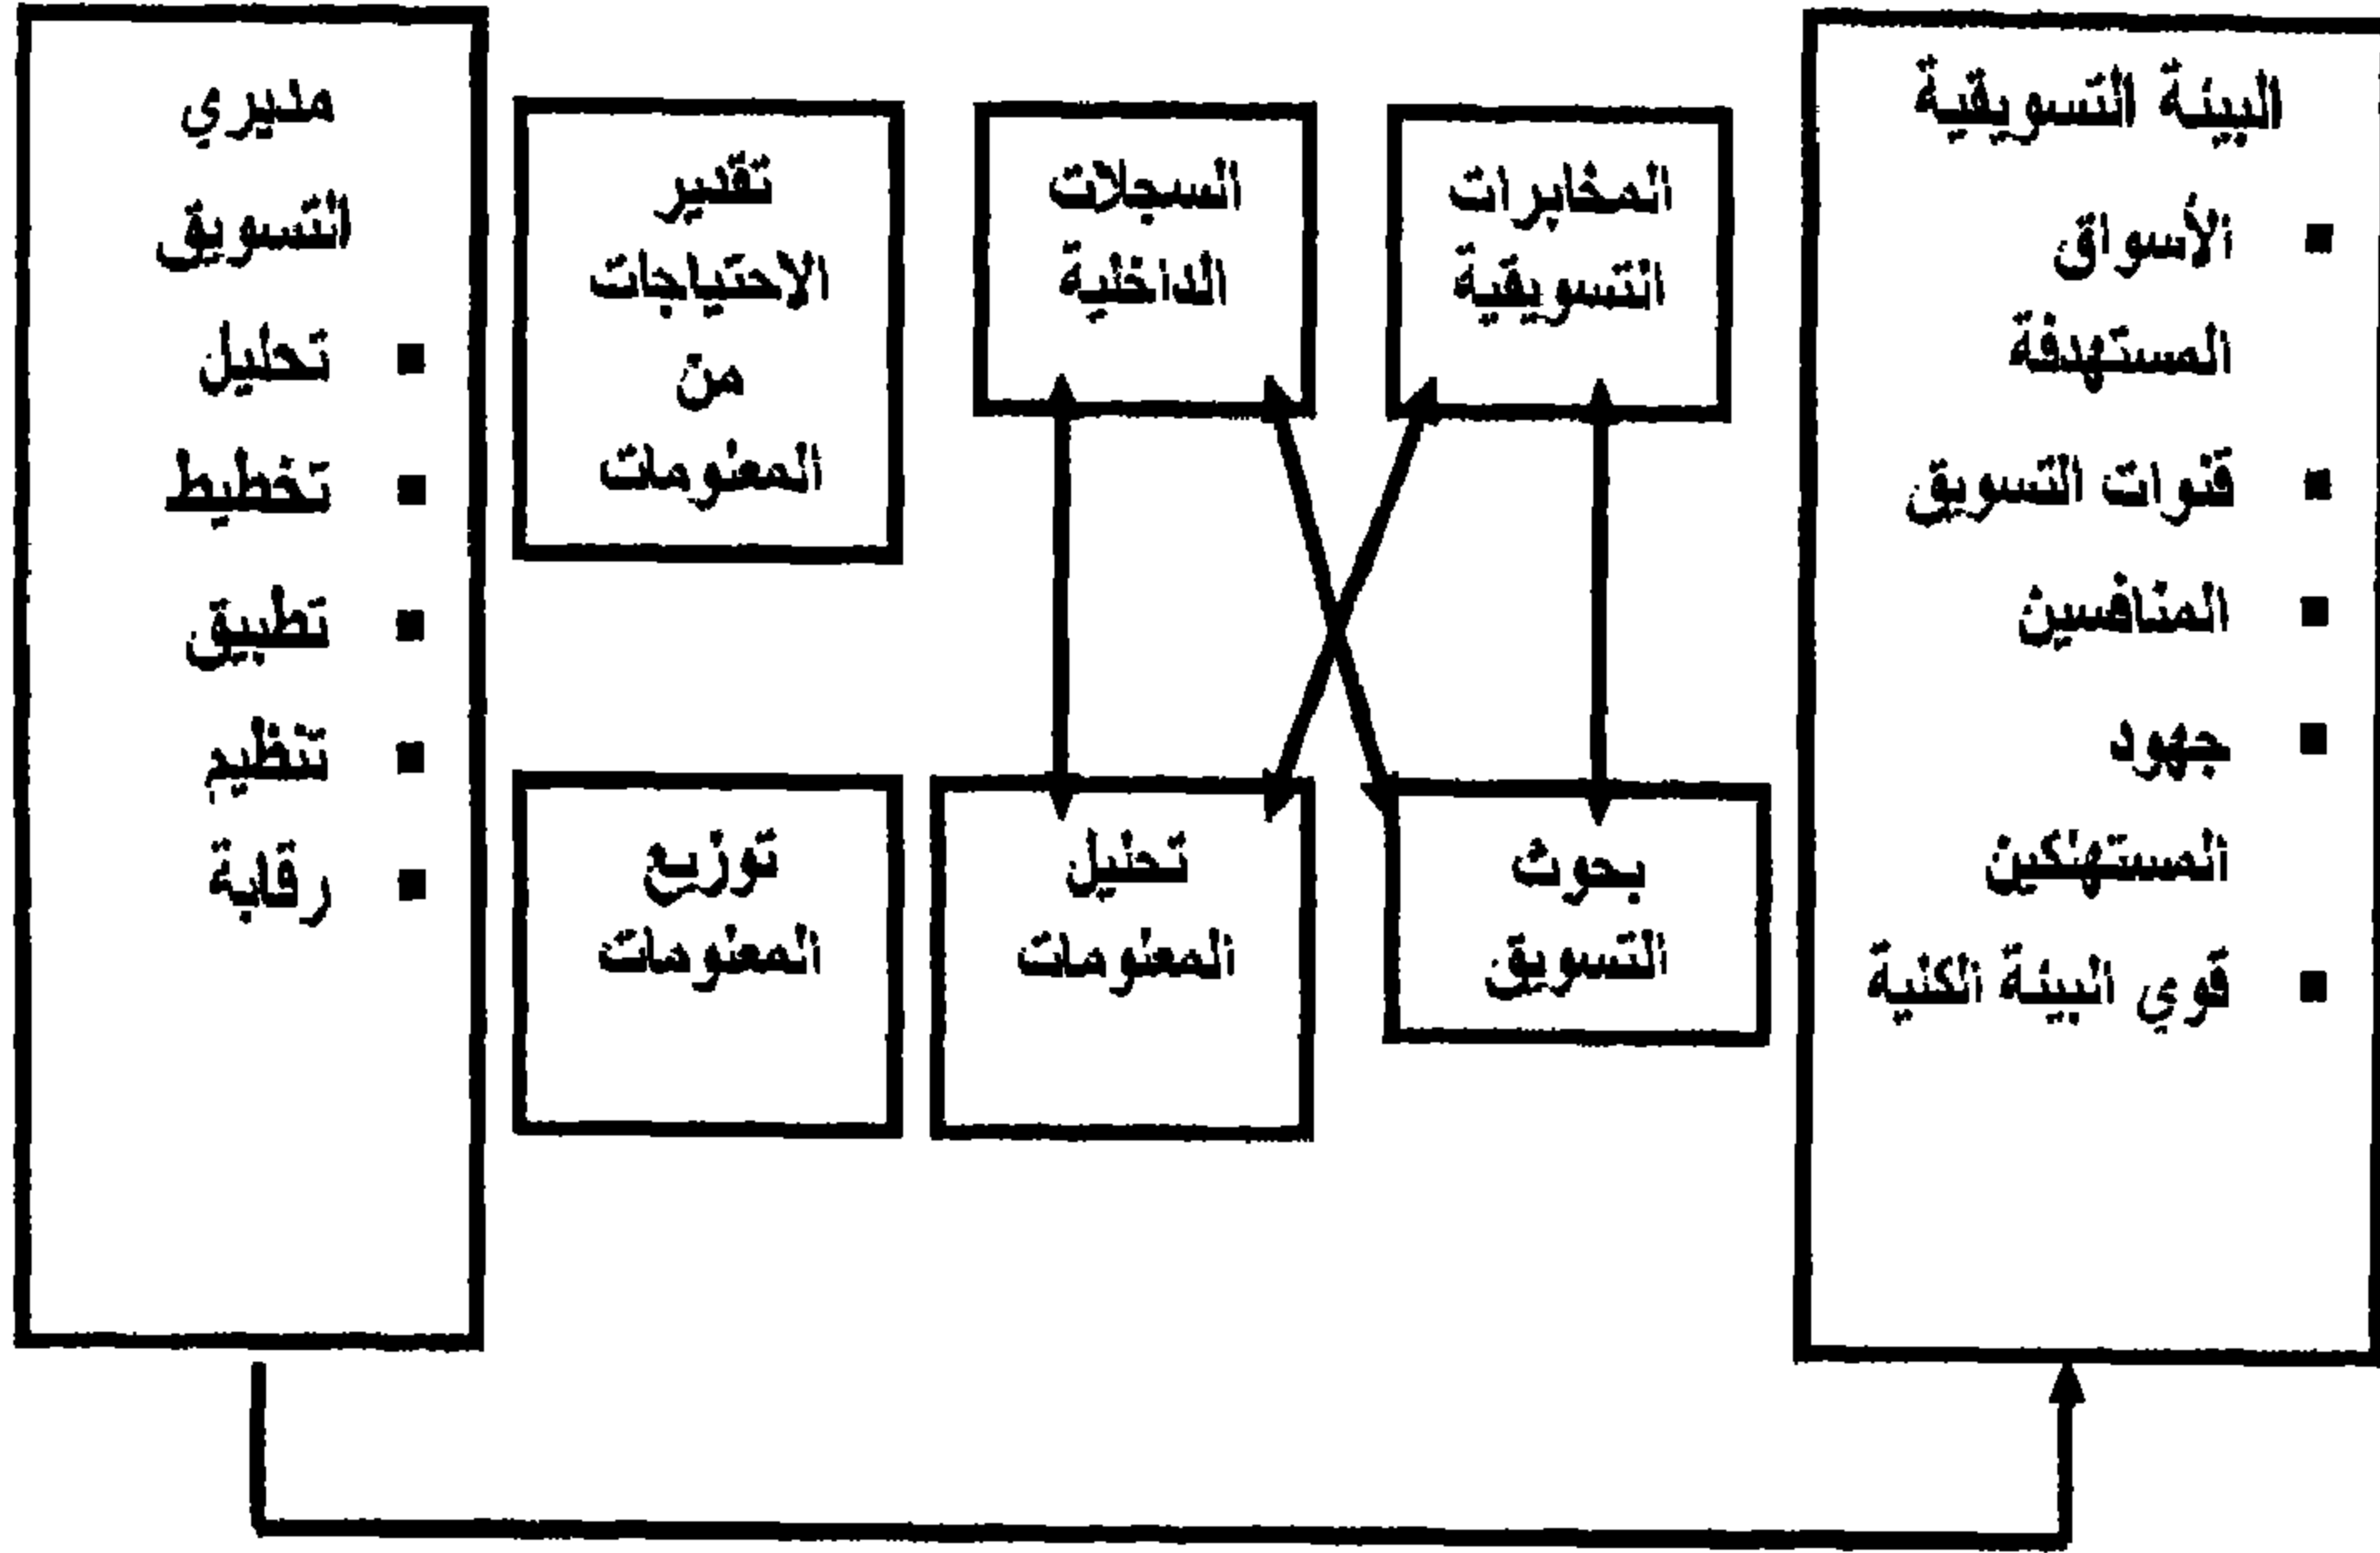 البيئة التسويقية
▪ الأسواق
المستهدفة
▪ قنوات التسويق
▪ المنافسين
▪ جهود
المستهلكين
▪ قوي البيئة الكلية
المخابرات
التسويقية
السجلات
الداخلية
تقدير
الاحتياجات
من
المعلومات
بحوث
التسويق
تحليل
المعلومات
توزيع
المعلومات
مديري
التسويق
▪ تحليل
▪ تخطيط
▪ تطبيق
▪ تنظيم
▪ رقابة